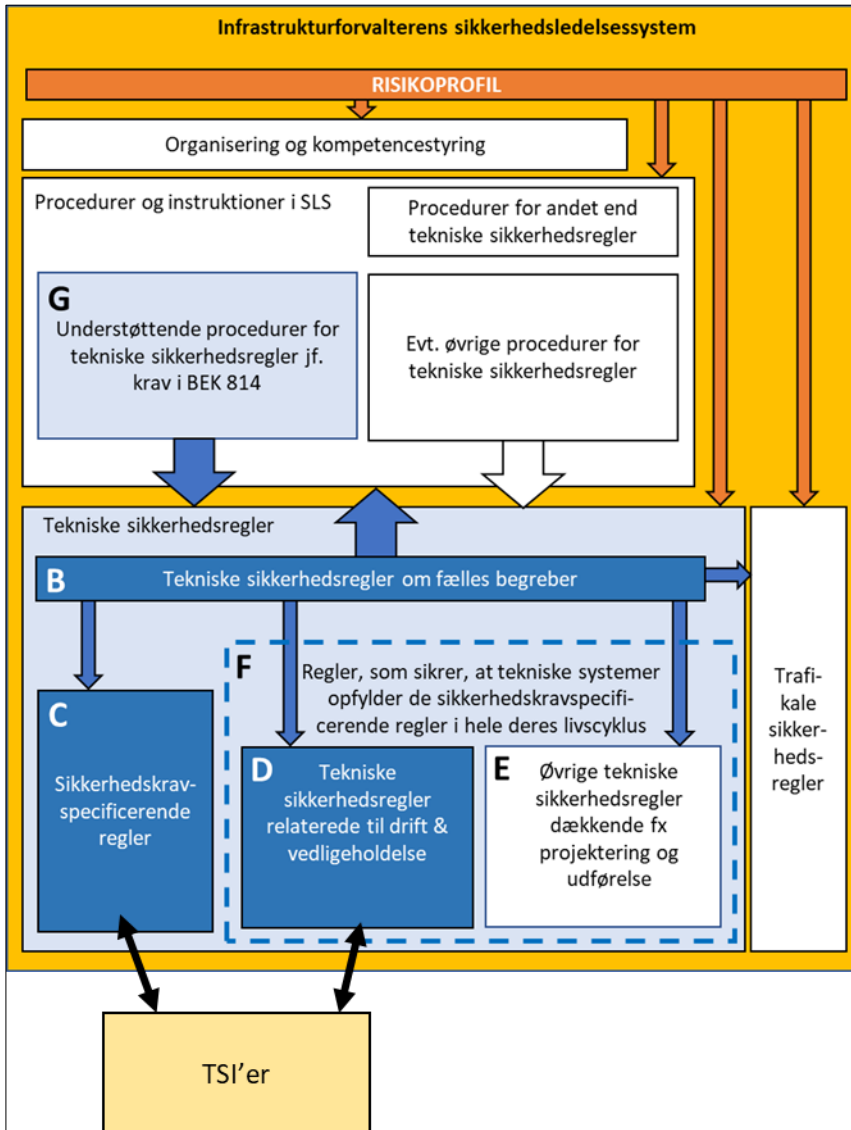 Infrastrukturforvalterens sikkerhedsledelsessystem
RISIKOPROFIL
Organisering og kompetencestyring
Procedurer og instruktioner i SLS
Procedurer for andet end
tekniske sikkerhedsregler
G
Understøttende procedurer for
tekniske sikkerhedsregler jf.
krav i BEK 814
Evt. øvrige procedurer for
tekniske sikkerhedsregler
Tekniske sikkerhedsregler
B
Tekniske sikkerhedsregler om fælles begreber
F
Regler, som sikrer, at tekniske systemer
opfylder de sikkerhedskravspecifi-
cerende regler i hele deres livscyklus
C
Sikkerhedskrav-
specificerende
regler
D
Tekniske
sikkerhedsregler
relaterede til drift &
vedligeholdelse
E
Øvrige tekniske
sikkerhedsregler
dækkende fx
projektering og
udførelse
Trafi-
kale
sikker-
heds-
regler
TSI'er